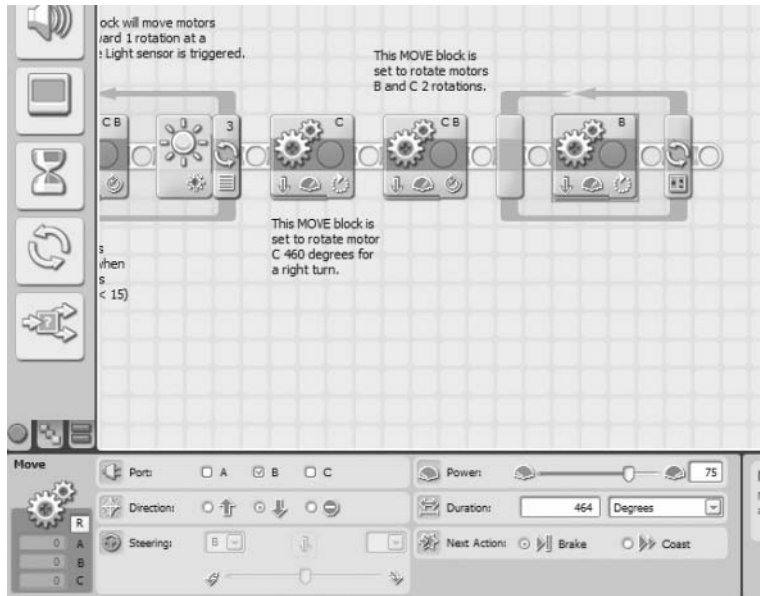 ock will move motors
vard 1 rotation at a
Light sensor is triggered.
This MOVE block is
set to rotate motors
B and C 2 rotations.
C B
3
C
C B
B
This MOVE block is
set to rotate motor
C 460 degrees for
a right turn.
s
vhen
s
< 15)
Move
R
0 A
0 B
0 C
Port:
A
B
C
Direction:
Steering:
B
Power:
75
Duration:
464
Degrees
Next Action:
Brake
Coast